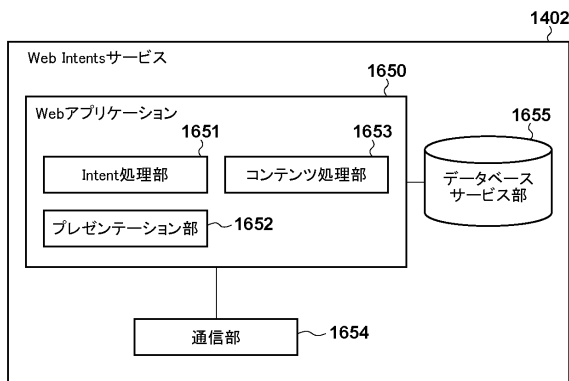 1402
Web Intentsサービス
1650
Webアプリケーション
1651
1653
1655
Intent処理部
コンテンツ処理部
データベース
サービス部
プレゼンテーション部
1652
通信部
1654